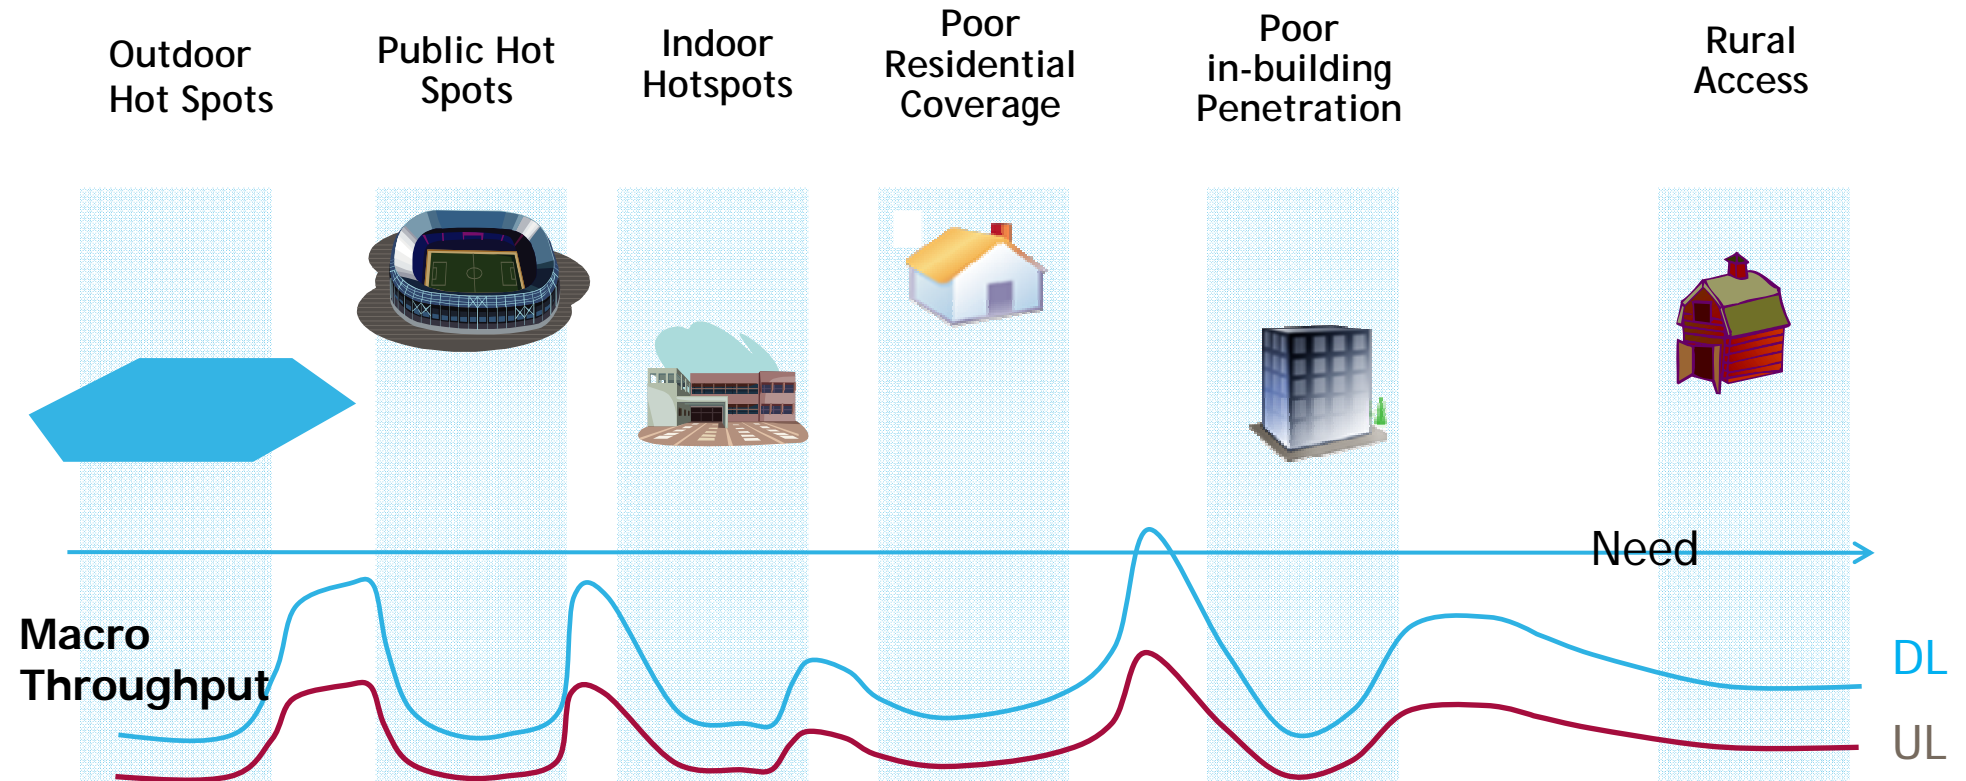 Outdoor
Hot Spots
Public Hot
Spots
Indoor
Hotspots
Poor
Residential
Coverage
Poor
in-building
Penetration
Rural
Access
Need
Macro
Throughput
DL
UL